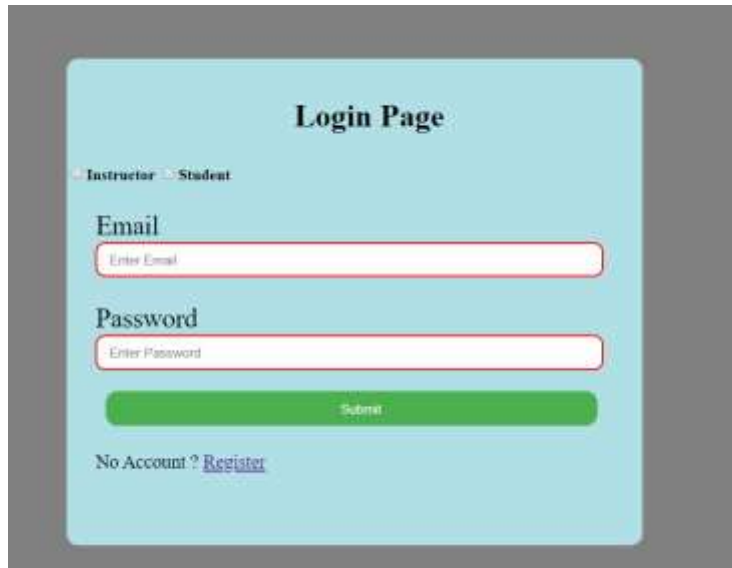 Login Page
Instructor Student
Email
Enter Email
Password
Enter Password
Submit
No Account ? Register